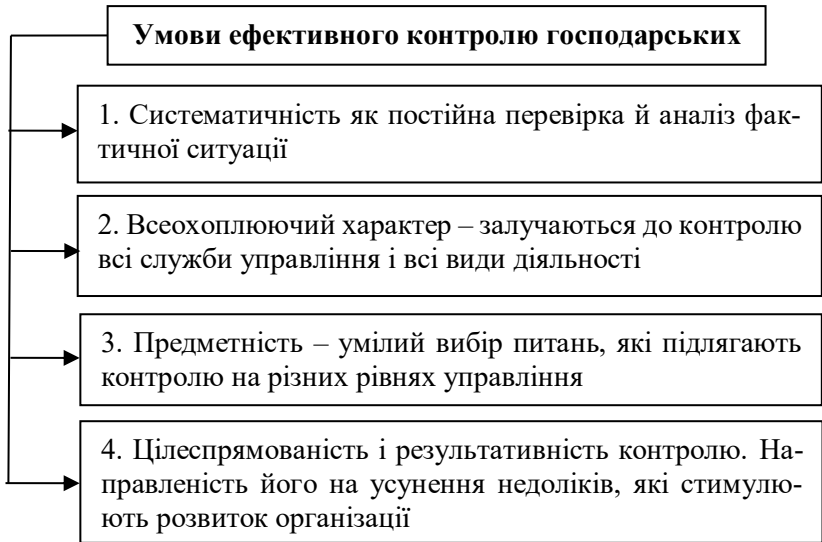 Умови ефективного контролю господарських
1. Систематичність як постійна перевірка й аналіз фак-
тичної ситуації
2. Всеохоплюючий характер – залучаються до контролю
всі служби управління і всі види діяльності
3. Предметність – умілий вибір питань, які підлягають
контролю на різних рівнях управління
4. Цілеспрямованість і результативність контролю. На-
правленість його на усунення недоліків, які стимулю-
ють розвиток організації